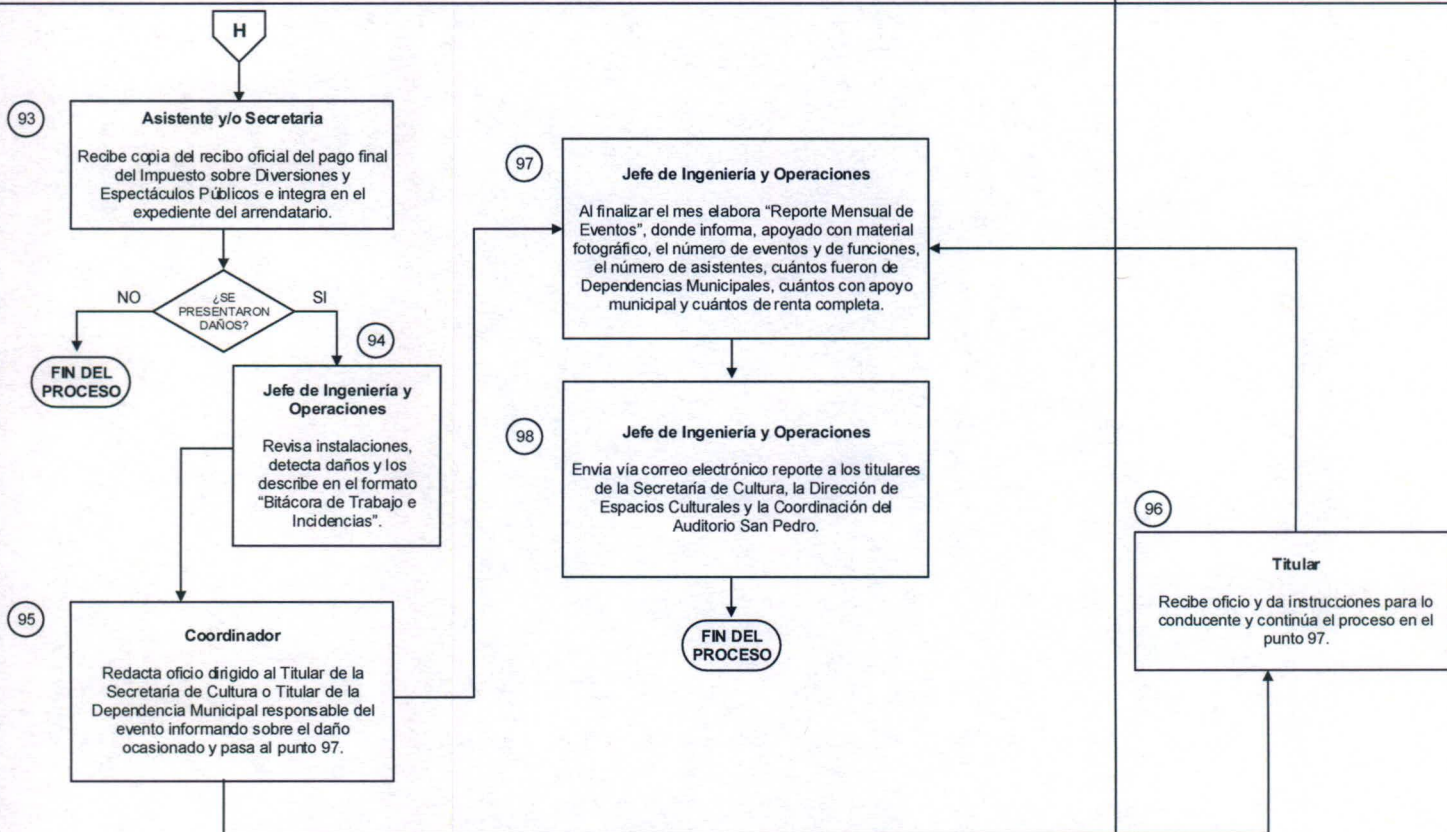 H
93
Asistente y/o Secretaria
Recibe copia del recibo oficial del pago final
del Impuesto sobre Diversiones y
Espectáculos Públicos e integra en el
expediente del arrendatario.
NO
¿SE
PRESENTARON
DAÑOS?
SI
FIN DEL
PROCESO
94
Jefe de Ingeniería y
Operaciones
Revisa instalaciones,
detecta daños y los
describe en el formato
“Bitácora de Trabajo e
Incidencias”.
95
Coordinador
Redacta oficio dirigido al Titular de la
Secretaría de Cultura o Titular de la
Dependencia Municipal responsable del
evento informando sobre el daño
ocasionado y pasa al punto 97.
97
Jefe de Ingeniería y Operaciones
Al finalizar el mes elabora “Reporte Mensual de
Eventos”, donde informa, apoyado con material
fotográfico, el número de eventos y de funciones,
el número de asistentes, cuántos fueron de
Dependencias Municipales, cuántos con apoyo
municipal y cuántos de renta completa.
98
Jefe de Ingeniería y Operaciones
Envía vía correo electrónico reporte a los titulares
de la Secretaría de Cultura, la Dirección de
Espacios Culturales y la Coordinación del
Auditorio San Pedro.
FIN DEL
PROCESO
96
Titular
Recibe oficio y da instrucciones para lo
conducente y continúa el proceso en el
punto 97.